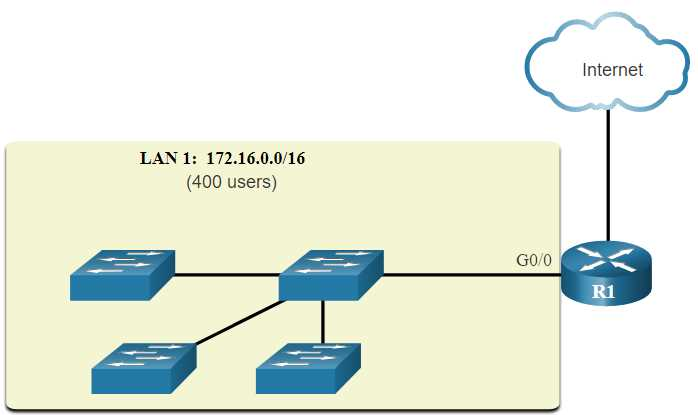 Internet
LAN 1: 172.16.0.0/16
(400 users)
G0/0
R1